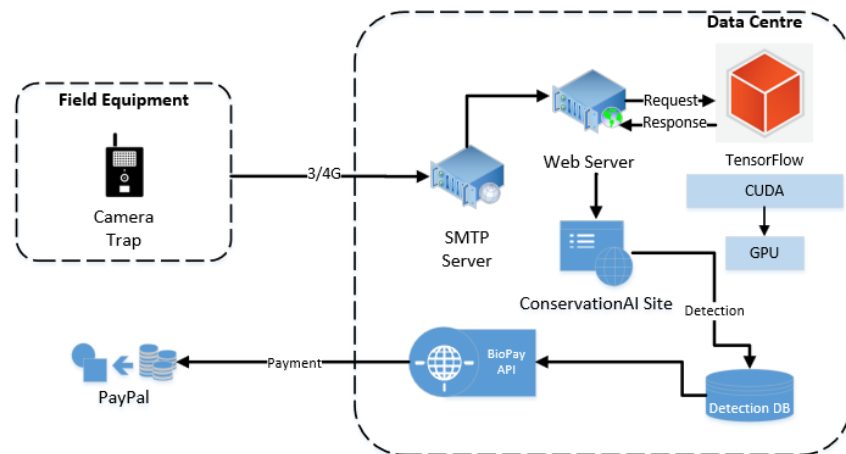 Data Centre
Field Equipment
Camera
Trap
3/4G
SMTP
Server
Web Server
Request
Response
TensorFlow
CUDA
GPU
ConservationAI Site
Detection
Detection DB
BioPay
API
Payment
PayPal